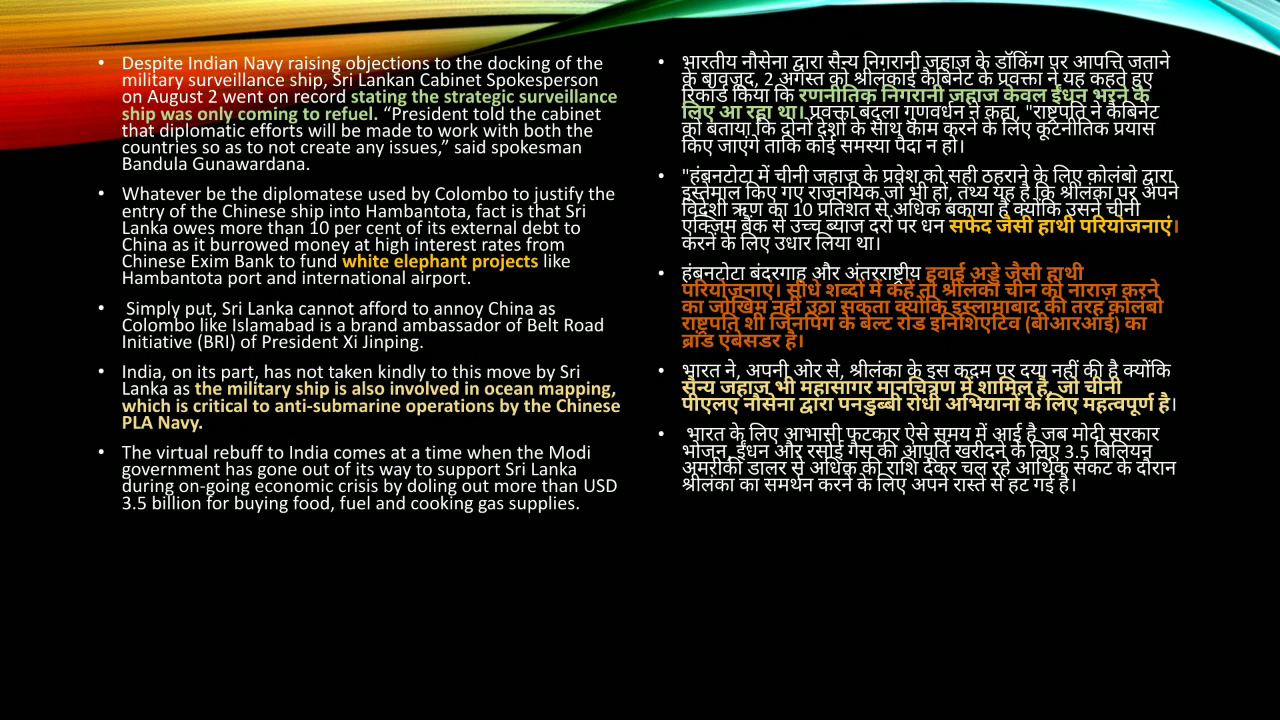 • Despite Indian Navy raising objections to the docking of the
military surveillance ship, Sri Lankan Cabinet Spokesperson
on August 2 went on record stating the strategic surveillance
ship was only coming to refuel. “President told the cabinet
that diplomatic efforts will be made to work with both the
countries so as to not create any issues,” said spokesman
Bandula Gunawardana.
• Whatever be the diplomatese used by Colombo to justify the
entry of the Chinese ship into Hambantota, fact is that Sri
Lanka owes more than 10 per cent of its external debt to
China as it burrowed money at high interest rates from
Chinese Exim Bank to fund white elephant projects like
Hambantota port and international airport.
• Simply put, Sri Lanka cannot afford to annoy China as
Colombo like Islamabad is a brand ambassador of Belt Road
Initiative (BRI) of President Xi Jinping.
• India, on its part, has not taken kindly to this move by Sri
Lanka as the military ship is also involved in ocean mapping,
which is critical to anti-submarine operations by the Chinese
PLA Navy.
• The virtual rebuff to India comes at a time when the Modi
government has gone out of its way to support Sri Lanka
during on-going economic crisis by doling out more than USD
3.5 billion for buying food, fuel and cooking gas supplies.
• भारतीय नौसेना द्वारा सैन्य निगरानी जहाज के डॉकिंग पर आपत्ति जताने
के बावजूद, 2 अगस्त को श्रीलंकाई कैबिनेट के प्रवक्ता ने यह कहते हुए
रिकॉर्ड किया कि रणनीतिक निगरानी जहाज केवल ईंधन भरने के
लिए आ रहा था। प्रवक्ता बंदुला गुणवर्धन ने कहा, "राष्ट्रपति ने कैबिनेट
को बताया कि दोनों देशों के साथ काम करने के लिए कूटनीतिक प्रयास
किए जाएंगे ताकि कोई समस्या पैदा न हो।
• "हंबनटोटा में चीनी जहाज के प्रवेश को सही ठहराने के लिए कोलंबो द्वारा
इस्तेमाल किए गए राजनयिक जो भी हों, तथ्य यह है कि श्रीलंका पर अपने
विदेशी ऋण का 10 प्रतिशत से अधिक बकाया है क्योंकि उसने चीनी
एक्जिम बैंक से उच्च ब्याज दरों पर धन सफेद जैसी हाथी परियोजनाएं।
करने के लिए उधार लिया था।
• हंबनटोटा बंदरगाह और अंतरराष्ट्रीय हवाई अड्डे जैसी हाथी
परियोजनाएं। सीधे शब्दों में कहें तो श्रीलंका चीन को नाराज करने
का जोखिम नहीं उठा सकता क्योंकि इस्लामाबाद की तरह कोलंबो
राष्ट्रपति शी जिनपिंग के बेल्ट रोड इनिशिएटिव (बीआरआई) का
ब्रांड एंबेसडर है।
• भारत ने, अपनी ओर से, श्रीलंका के इस कदम पर दया नहीं की है क्योंकि
सैन्य जहाज भी महासागर मानचित्रण में शामिल है, जो चीनी
पीएलए नौसेना द्वारा पनडुब्बी रोधी अभियानों के लिए महत्वपूर्ण है।
• भारत के लिए आभासी फटकार ऐसे समय में आई है जब मोदी सरकार
भोजन, ईंधन और रसोई गैस की आपूर्ति खरीदने के लिए 3.5 बिलियन
अमरीकी डालर से अधिक की राशि देकर चल रहे आर्थिक संकट के दौरान
श्रीलंका का समर्थन करने के लिए अपने रास्ते से हट गई है।